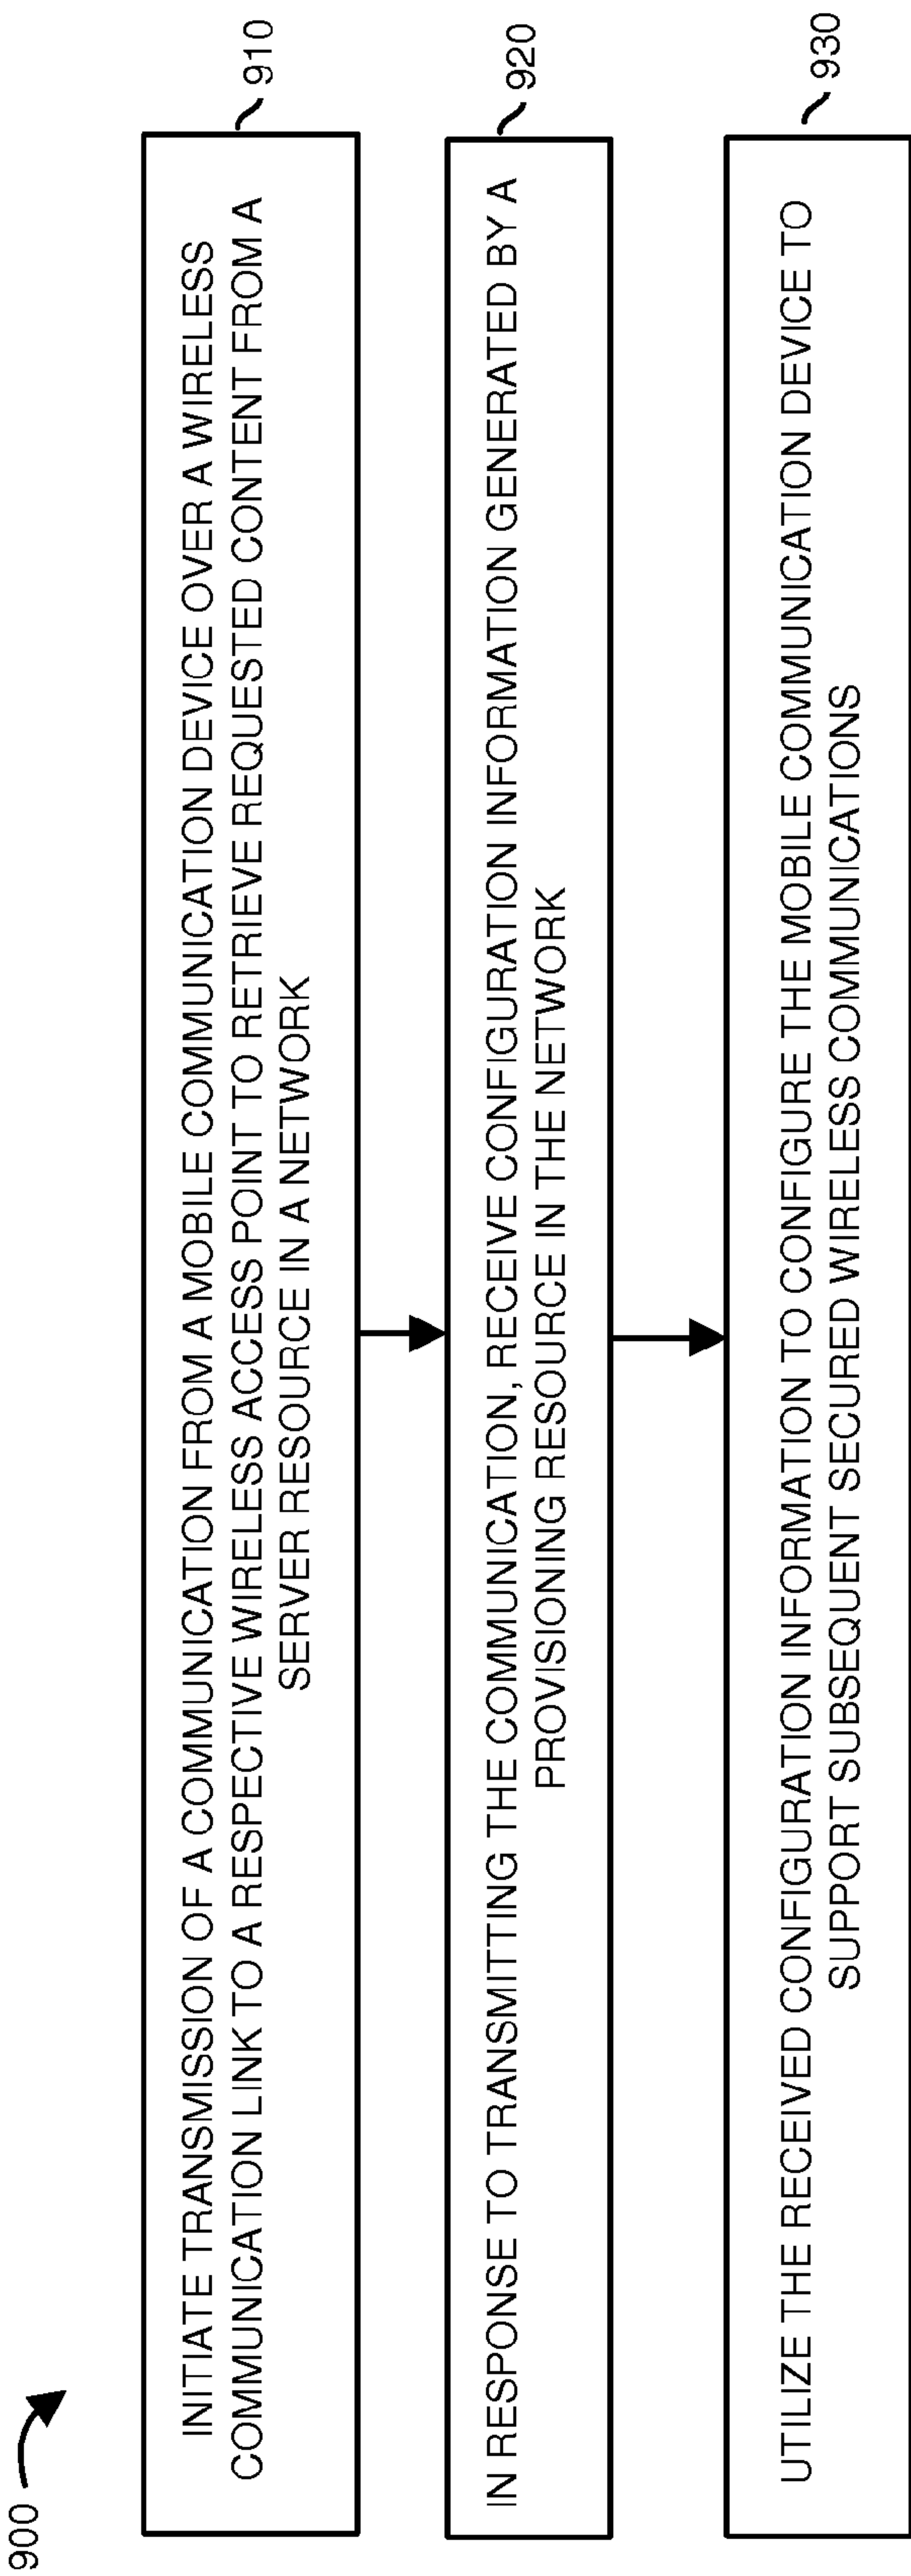 900
INITIATE TRANSMISSION OF A COMMUNICATION FROM A MOBILE COMMUNICATION DEVICE OVER A WIRELESS
COMMUNICATION LINK TO A RESPECTIVE WIRELESS ACCESS POINT TO RETRIEVE REQUESTED CONTENT FROM A
SERVER RESOURCE IN A NETWORK
910
IN RESPONSE TO TRANSMITTING THE COMMUNICATION, RECEIVE CONFIGURATION INFORMATION GENERATED BY A
PROVISIONING RESOURCE IN THE NETWORK
920
UTILIZE THE RECEIVED CONFIGURATION INFORMATION TO CONFIGURE THE MOBILE COMMUNICATION DEVICE TO
SUPPORT SUBSEQUENT SECURED WIRELESS COMMUNICATIONS
930